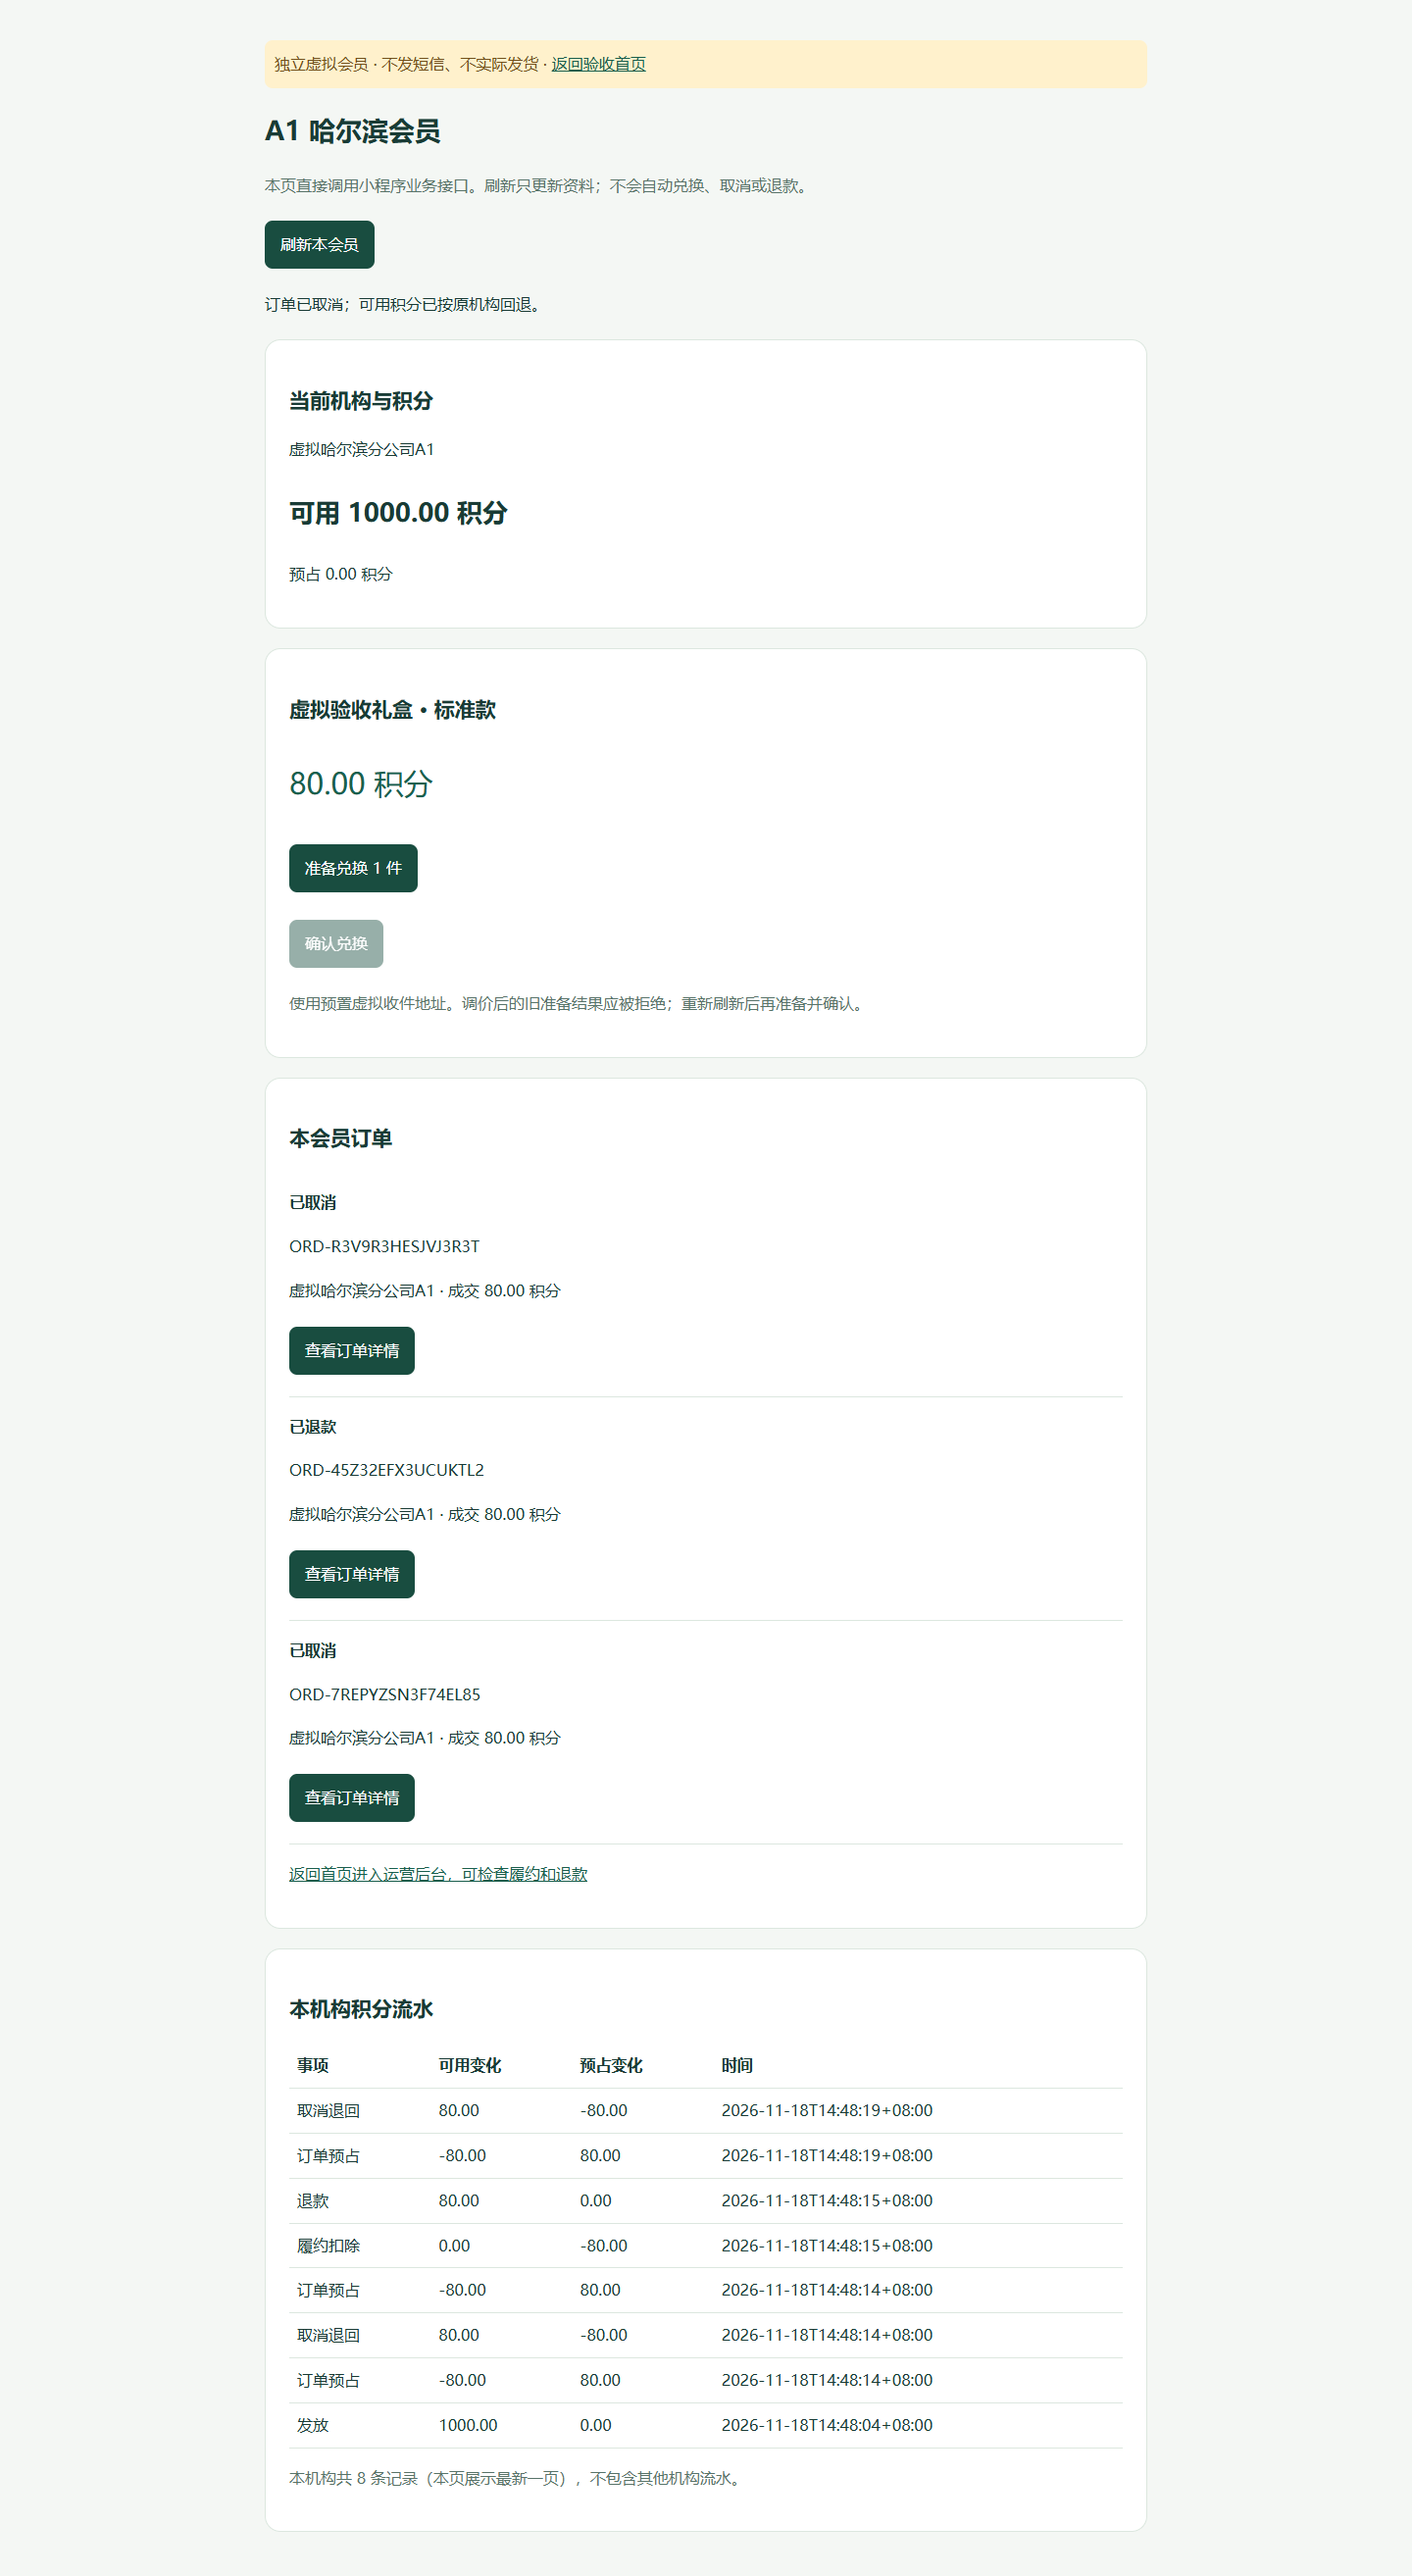 独立虚拟会员 · 不发短信、不实际发货 · 返回验收首页
A1 哈尔滨会员
本页直接调用小程序业务接口。刷新只更新资料；不会自动兑换、取消或退款。
刷新本会员
订单已取消；可用积分已按原机构回退。
当前机构与积分
虚拟哈尔滨分公司A1
可用 1000.00 积分
预占 0.00 积分
虚拟验收礼盒 · 标准款
80.00 积分
准备兑换 1 件
确认兑换
使用预置虚拟收件地址。调价后的旧准备结果应被拒绝；重新刷新后再准备并确认。
本会员订单
已取消
ORD-R3V9R3HESJVJ3R3T
虚拟哈尔滨分公司A1 · 成交 80.00 积分
查看订单详情
已退款
ORD-45Z32EFX3UCUKTL2
虚拟哈尔滨分公司A1 · 成交 80.00 积分
查看订单详情
已取消
ORD-7REPYZSN3F74EL85
虚拟哈尔滨分公司A1 · 成交 80.00 积分
查看订单详情
返回首页进入运营后台，可检查履约和退款
本机构积分流水
事项 可用变化 预占变化 时间
取消退回 80.00 -80.00 2026-11-18T14:48:19+08:00
订单预占 -80.00 80.00 2026-11-18T14:48:19+08:00
退款 80.00 0.00 2026-11-18T14:48:15+08:00
履约扣除 0.00 -80.00 2026-11-18T14:48:15+08:00
订单预占 -80.00 80.00 2026-11-18T14:48:14+08:00
取消退回 80.00 -80.00 2026-11-18T14:48:14+08:00
订单预占 -80.00 80.00 2026-11-18T14:48:14+08:00
发放 1000.00 0.00 2026-11-18T14:48:04+08:00
本机构共 8 条记录（本页展示最新一页），不包含其他机构流水。